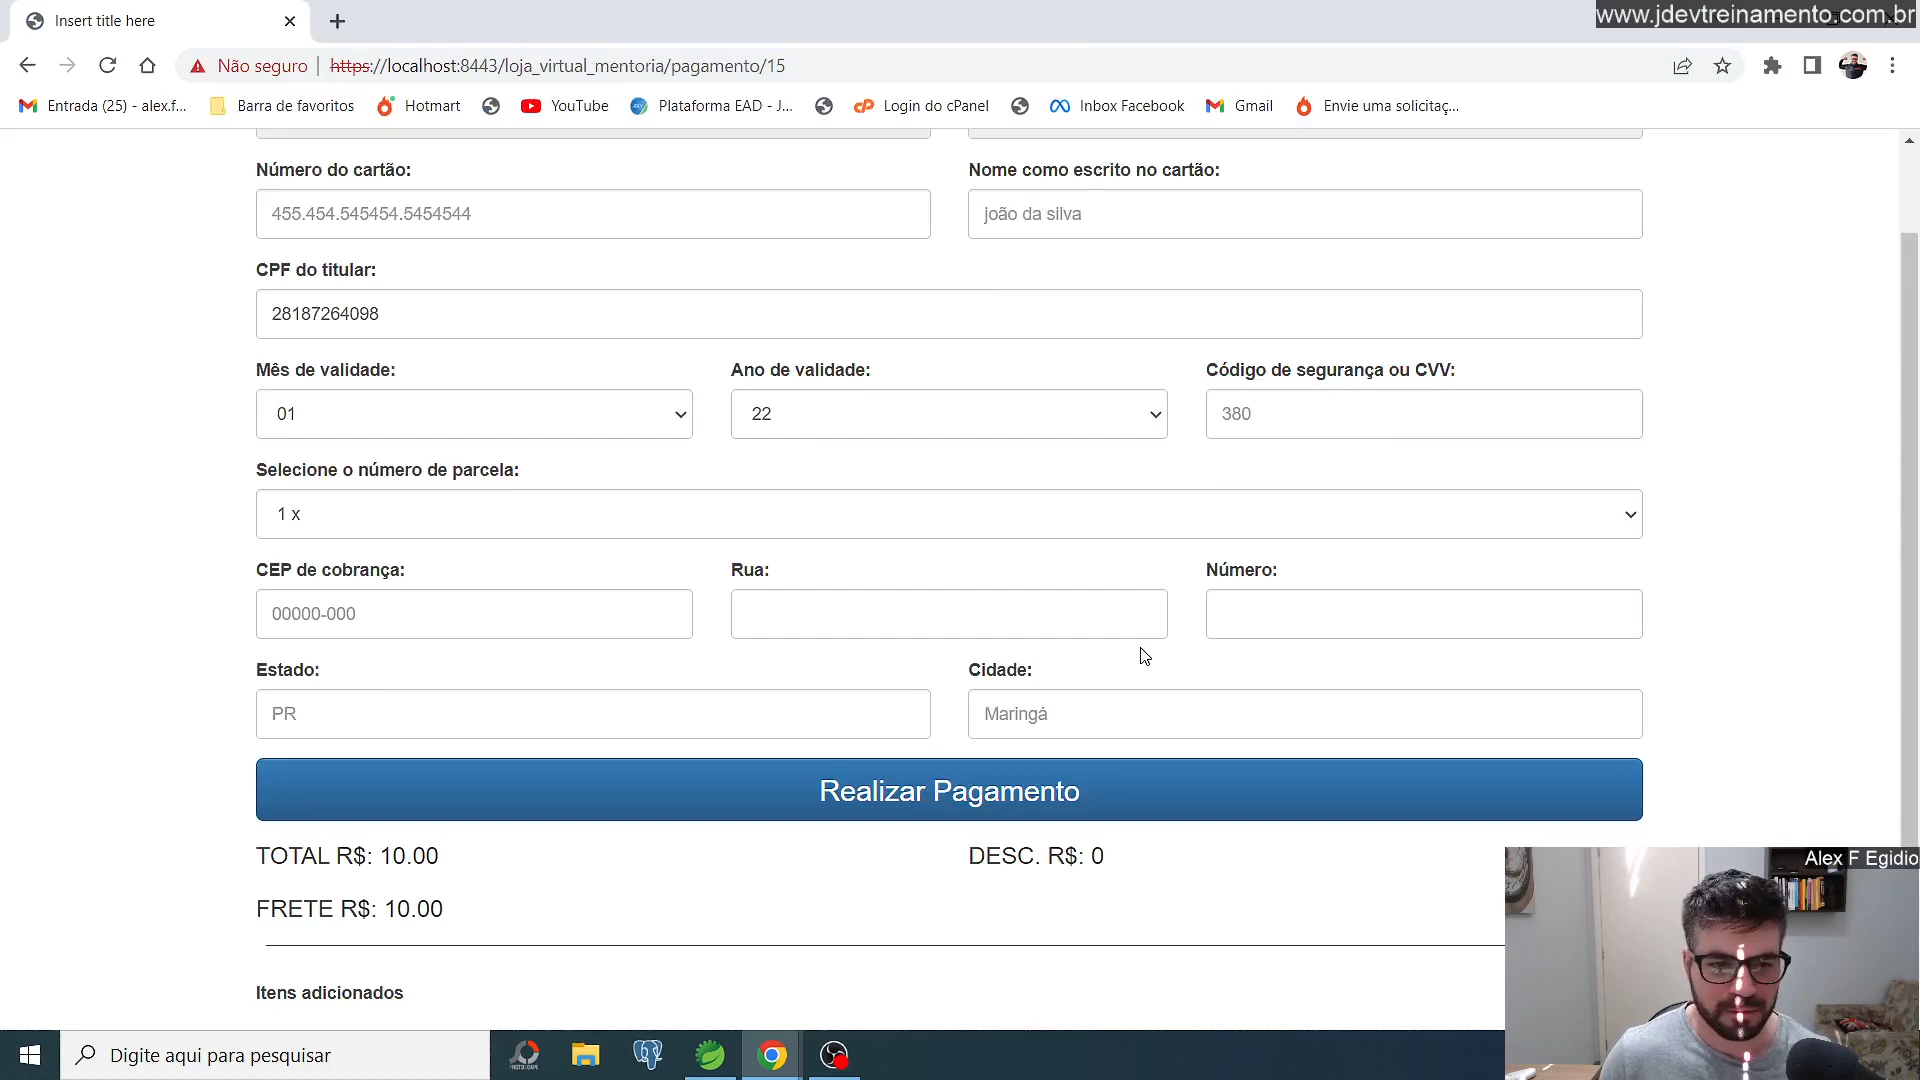 www.jdevtreinamento.com.br
Insert title here
Não seguro | https://localhost:8443/loja_virtual_mentoria/pagamento/15
Entrada (25) - alex.f... Barra de favoritos Hotmart YouTube Plataforma EAD - J... Login do cPanel Inbox Facebook Gmail Envie uma solicitaç...
Número do cartão: Nome como escrito no cartão:
455.454.545454.5454544 joão da silva
CPF do titular:
28187264098
Mês de validade: Ano de validade: Código de segurança ou CVV:
01 22 380
Selecione o número de parcela:
1 x
CEP de cobrança: Rua: Número:
00000-000
Estado: Cidade:
PR Maringá
Realizar Pagamento
TOTAL R$: 10.00 DESC. R$: 0
Alex F Egidio
FRETE R$: 10.00
Itens adicionados
Digite aqui para pesquisar